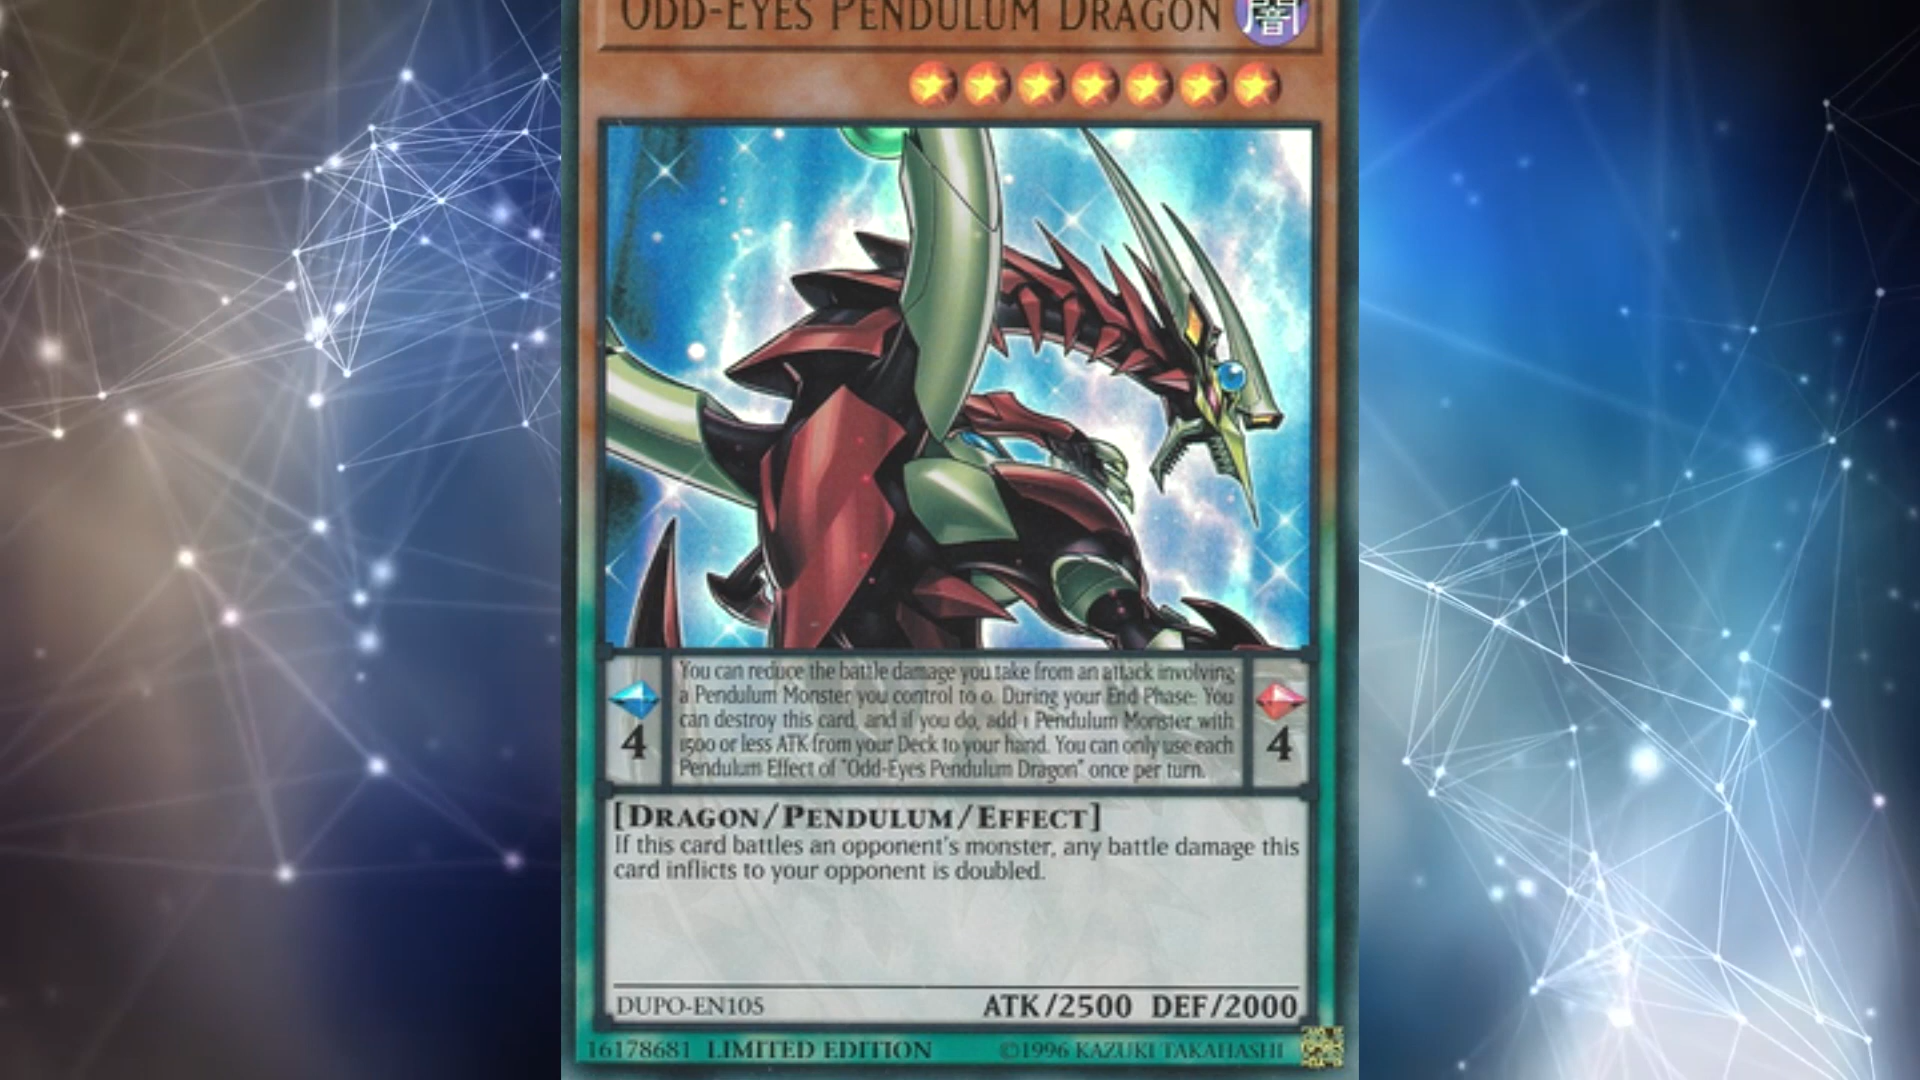 ODD-EYES PENDULUM DRAGON 闇
You can reduce the battle damage you take from an attack involving
a Pendulum Monster you control to 0. During your End Phase: You
can destroy this card, and if you do, add 1 Pendulum Monster with
1500 or less ATK from your Deck to your hand. You can only use each
Pendulum Effect of "Odd-Eyes Pendulum Dragon" once per turn.
4
4
[DRAGON/PENDULUM/EFFECT]
If this card battles an opponent's monster, any battle damage this
card inflicts to your opponent is doubled.
DUPO-EN105 ATK/2500 DEF/2000
16178681 LIMITED EDITION ©1996 KAZUKI TAKAHASHI